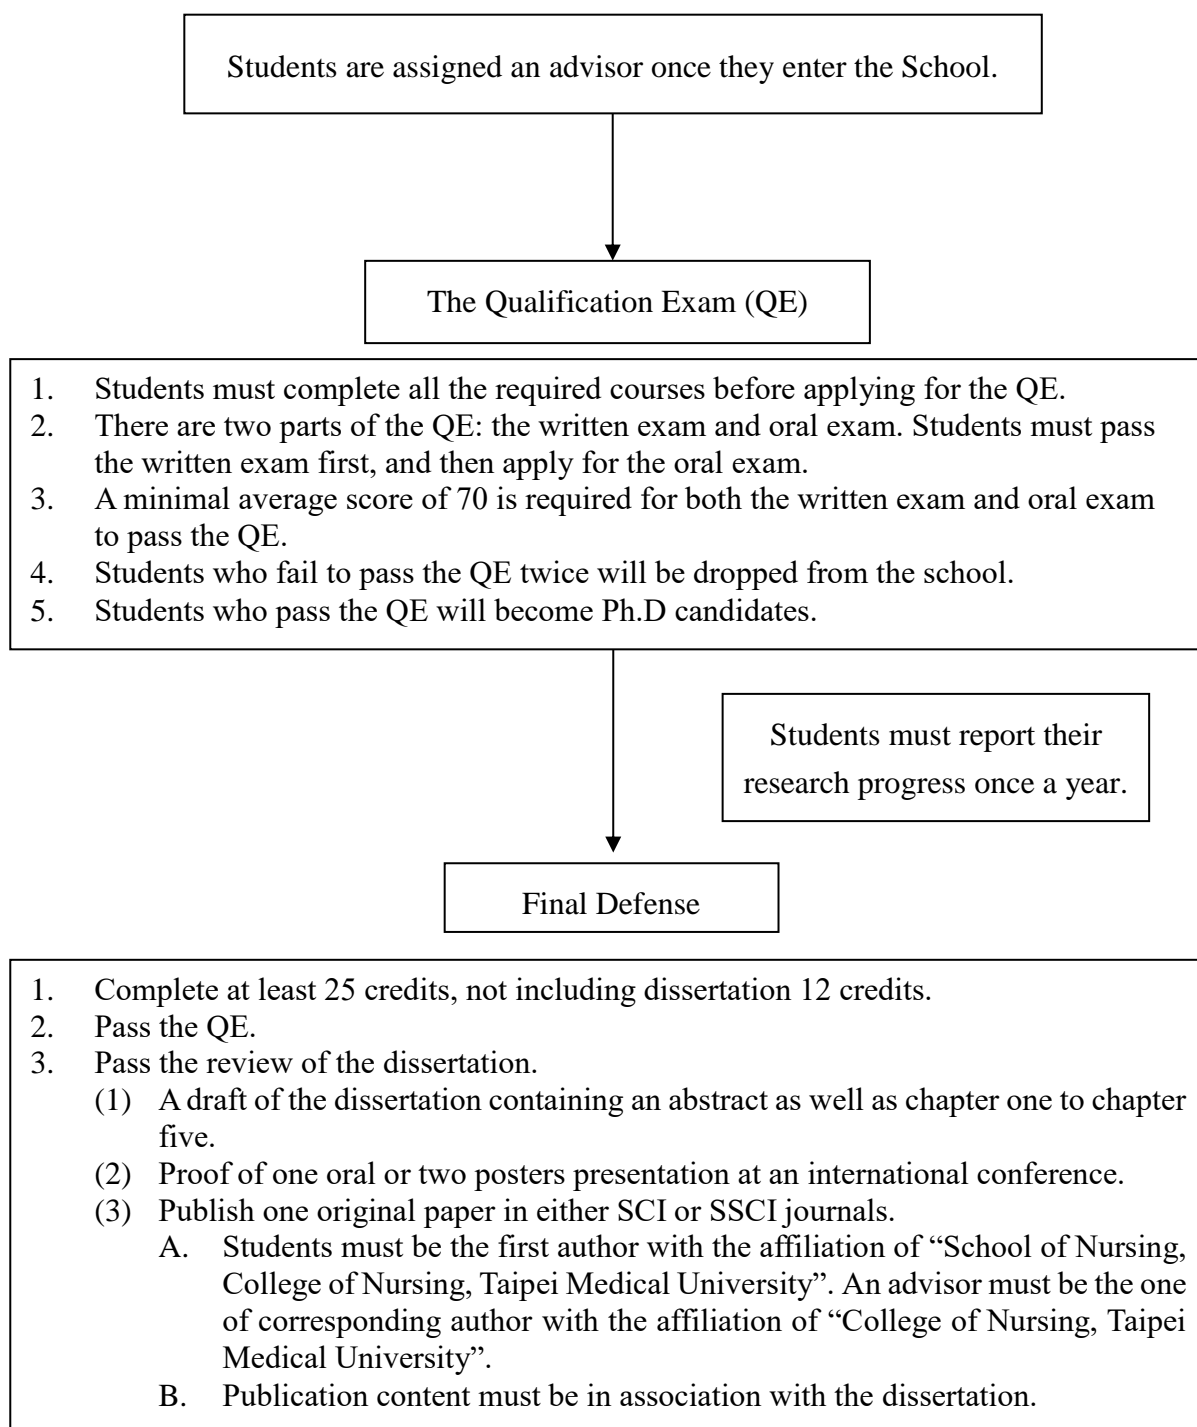 Students are assigned an advisor once they enter the School.
The Qualification Exam (QE)
1. Students must complete all the required courses before applying for the QE.
2. There are two parts of the QE: the written exam and oral exam. Students must pass
the written exam first, and then apply for the oral exam.
3. A minimal average score of 70 is required for both the written exam and oral exam
to pass the QE.
4. Students who fail to pass the QE twice will be dropped from the school.
5. Students who pass the QE will become Ph.D candidates.
Students must report their
research progress once a year.
Final Defense
1. Complete at least 25 credits, not including dissertation 12 credits.
2. Pass the QE.
3. Pass the review of the dissertation.
(1) A draft of the dissertation containing an abstract as well as chapter one to chapter
five.
(2) Proof of one oral or two posters presentation at an international conference.
(3) Publish one original paper in either SCI or SSCI journals.
A. Students must be the first author with the affiliation of “School of Nursing,
College of Nursing, Taipei Medical University”. An advisor must be the one
of corresponding author with the affiliation of “College of Nursing, Taipei
Medical University”.
B. Publication content must be in association with the dissertation.